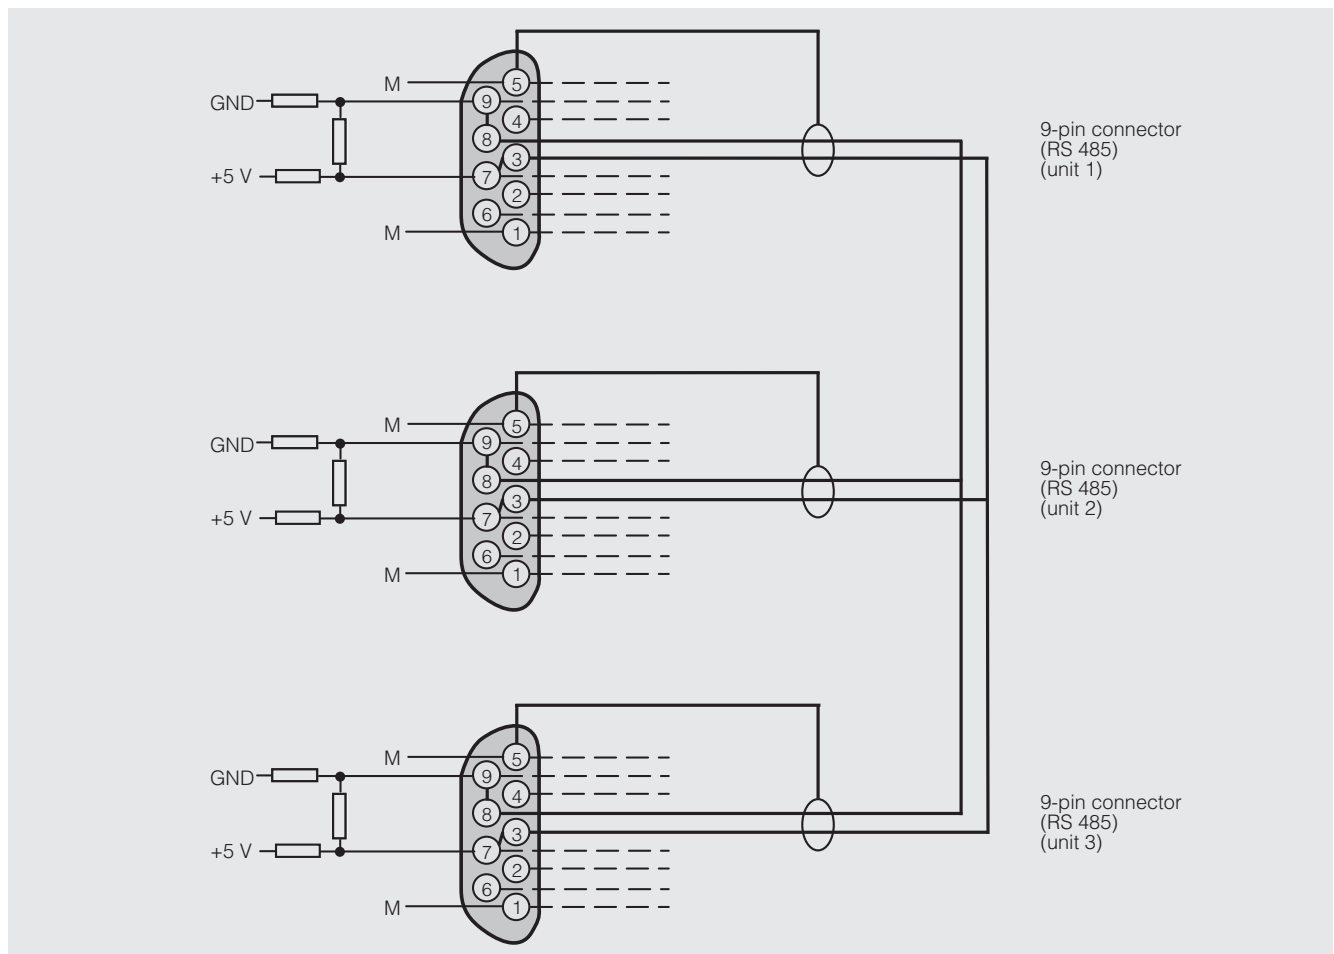 M
5
GND
9
4
8
3
+5 V
7
2
6
M
1
9-pin connector
(RS 485)
(unit 1)
M
5
GND
9
4
8
3
+5 V
7
2
6
M
1
9-pin connector
(RS 485)
(unit 2)
M
5
GND
9
4
8
3
+5 V
7
2
6
M
1
9-pin connector
(RS 485)
(unit 3)